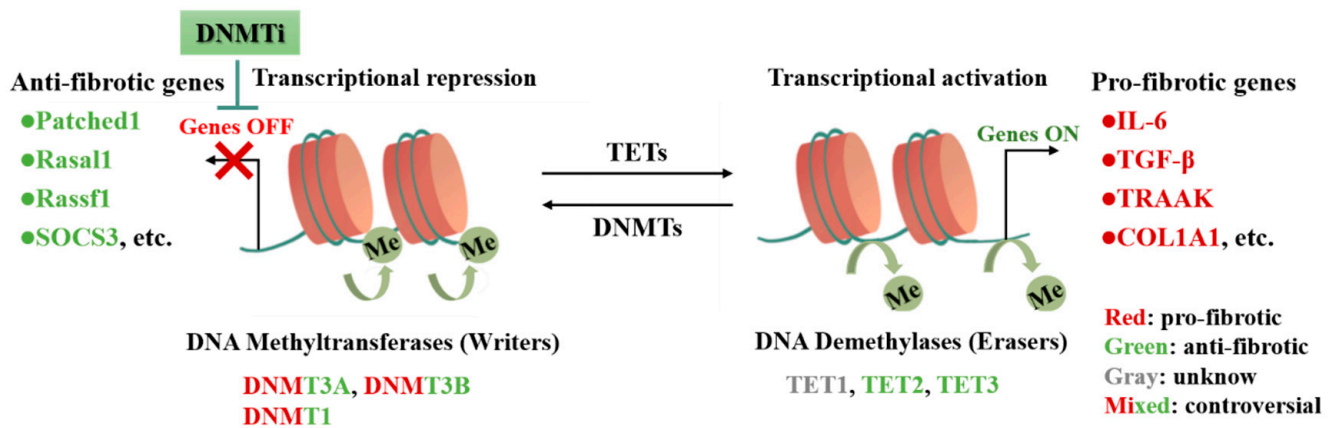 DNMTi
Anti-fibrotic genes
●Patched1
●Rasal1
●Rassf1
●SOCS3, etc.
Transcriptional repression
Genes OFF
Me
Me
DNA Methyltransferases (Writers)
DNMT3A, DNMT3B
DNMT1
TETs
DNMTs
Transcriptional activation
Genes ON
Me
Me
DNA Demethylases (Erasers)
TET1, TET2, TET3
Pro-fibrotic genes
●IL-6
●TGF-β
●TRAAK
●COL1A1, etc.
Red: pro-fibrotic
Green: anti-fibrotic
Gray: unknow
Mixed: controversial